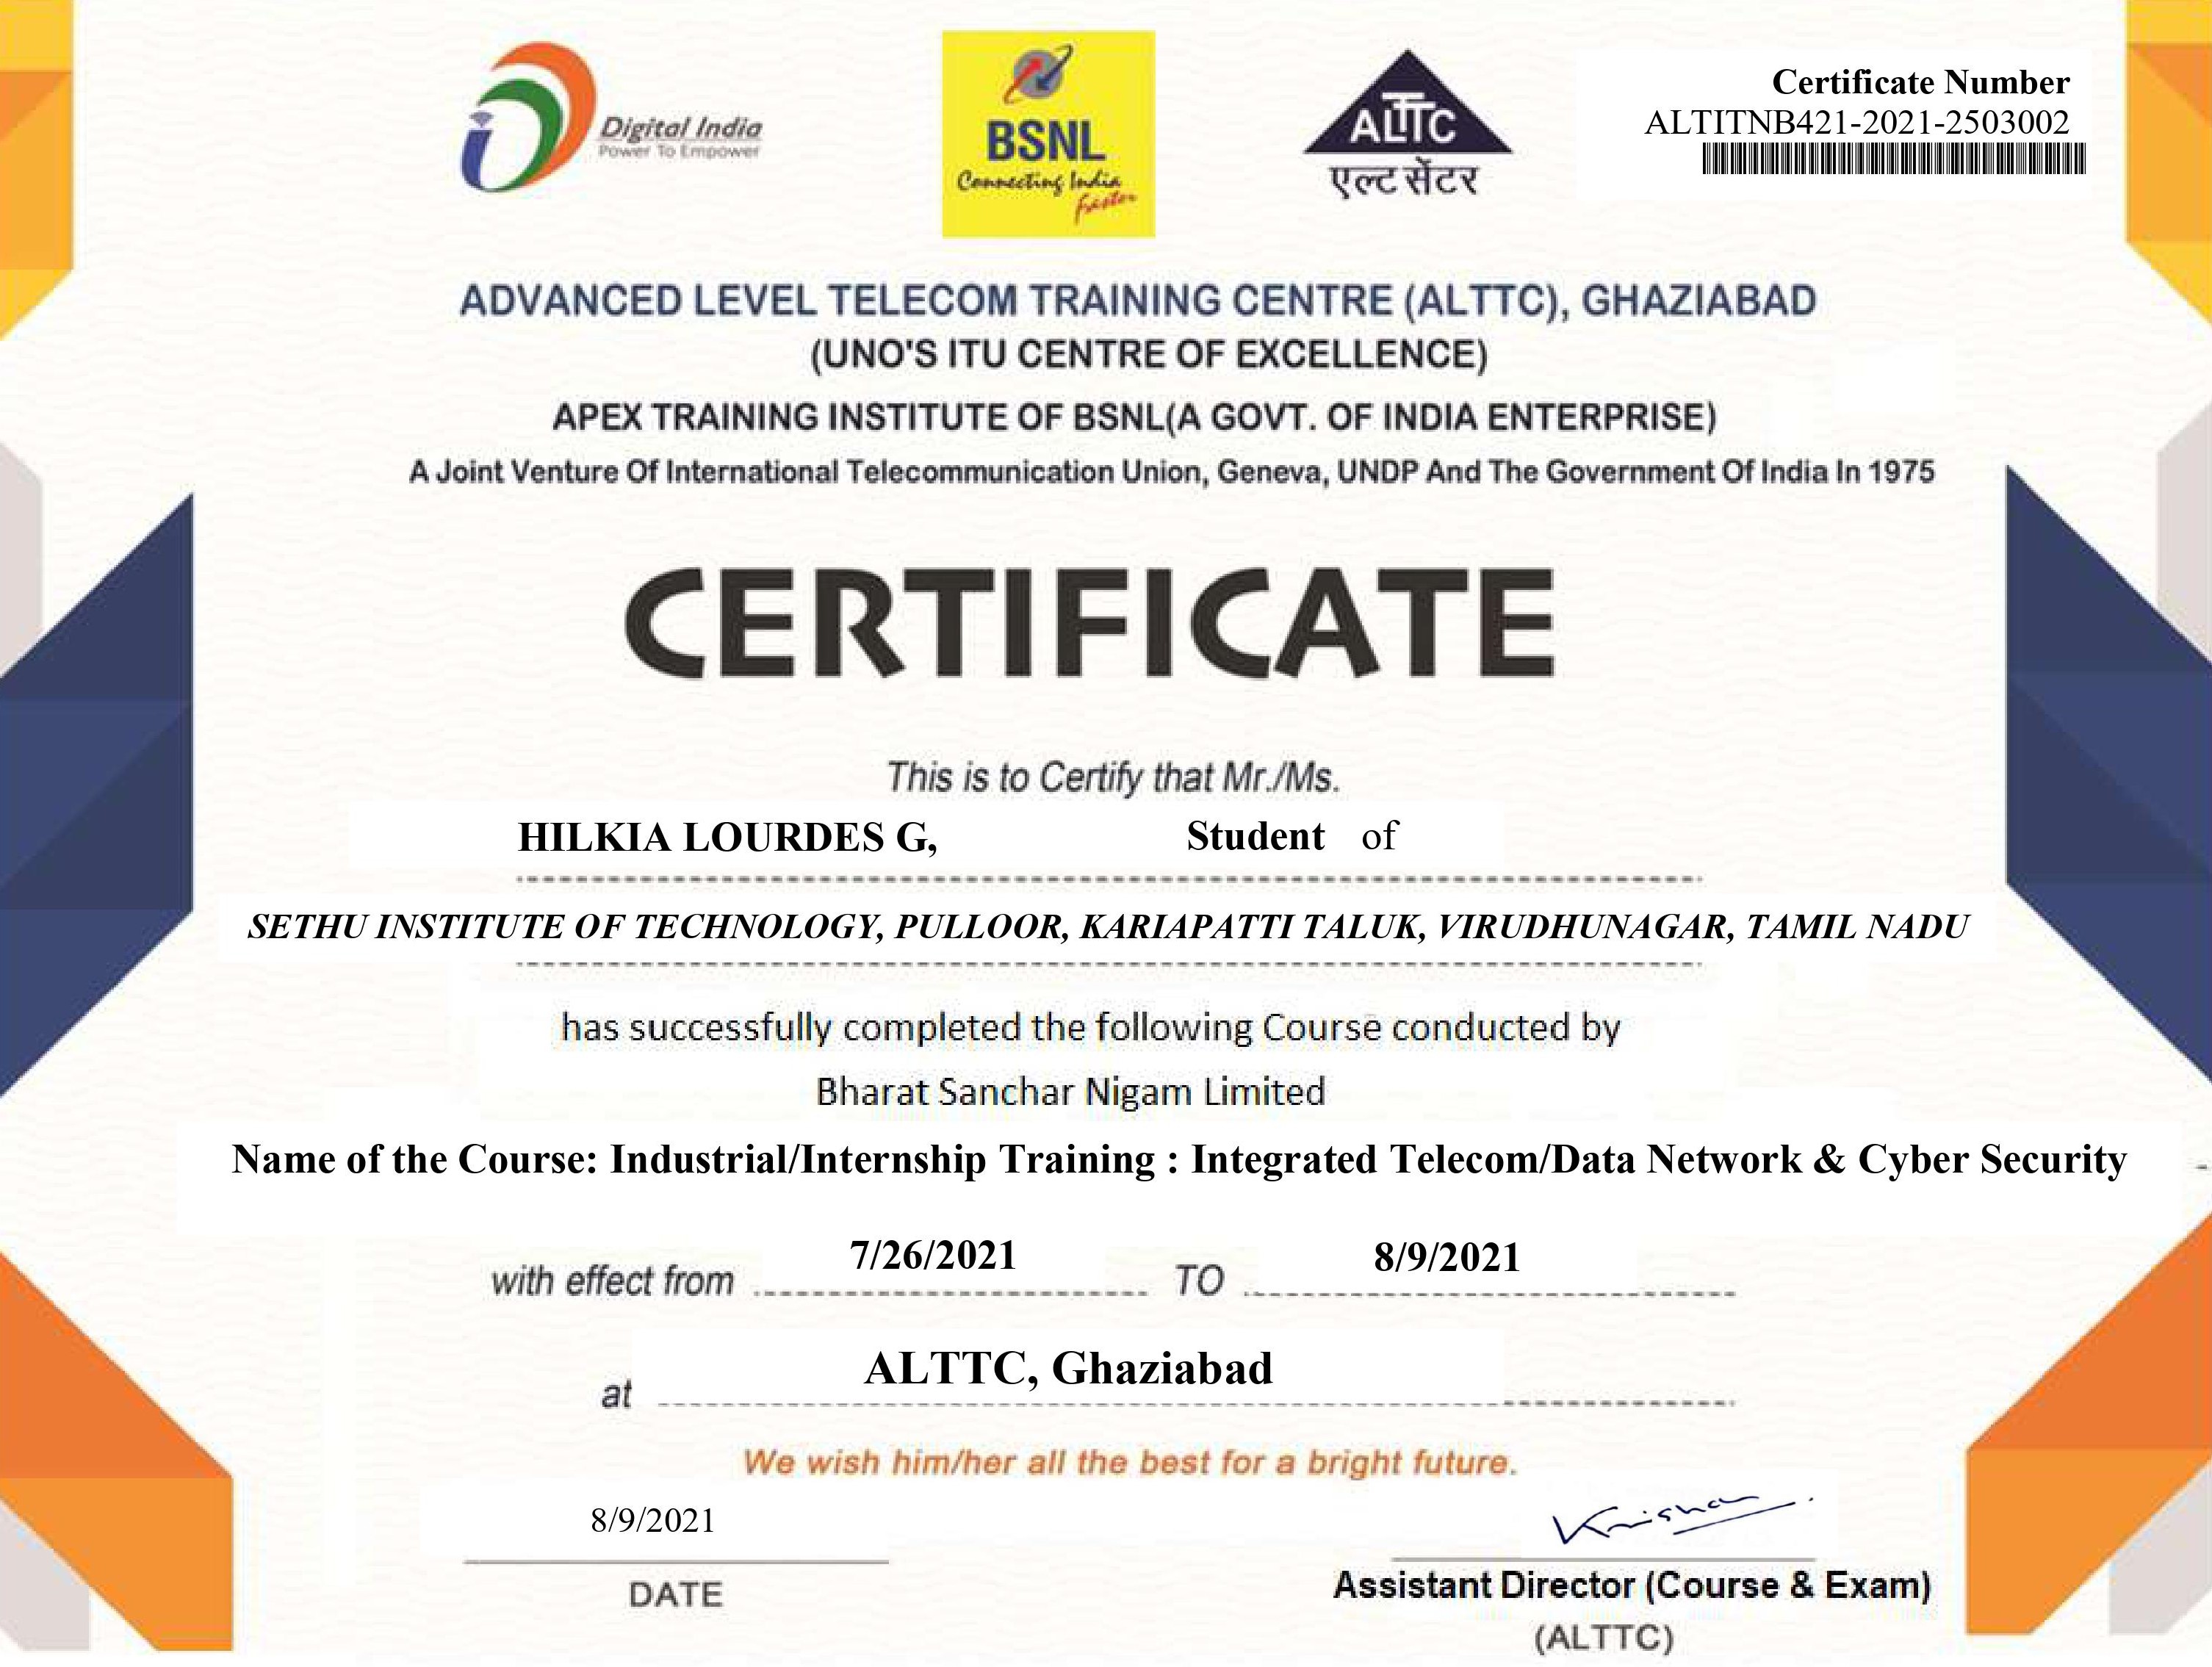 Digital India
Power To Empower
BSNL
Connecting India
faster
ALTTC
एल्ट सेंटर
Certificate Number
ALTITNB421-2021-2503002
ADVANCED LEVEL TELECOM TRAINING CENTRE (ALTTC), GHAZIABAD
(UNO'S ITU CENTRE OF EXCELLENCE)
APEX TRAINING INSTITUTE OF BSNL(A GOVT. OF INDIA ENTERPRISE)
A Joint Venture Of International Telecommunication Union, Geneva, UNDP And The Government Of India In 1975
CERTIFICATE
This is to Certify that Mr./Ms.
HILKIA LOURDES G, Student of
SETHU INSTITUTE OF TECHNOLOGY, PULLOOR, KARIAPATTI TALUK, VIRUDHUNAGAR, TAMIL NADU
has successfully completed the following Course conducted by
Bharat Sanchar Nigam Limited
Name of the Course: Industrial/Internship Training : Integrated Telecom/Data Network & Cyber Security
with effect from 7/26/2021 TO 8/9/2021
at ALTTC, Ghaziabad
We wish him/her all the best for a bright future.
8/9/2021
DATE
Krishan
Assistant Director (Course & Exam)
(ALTTC)